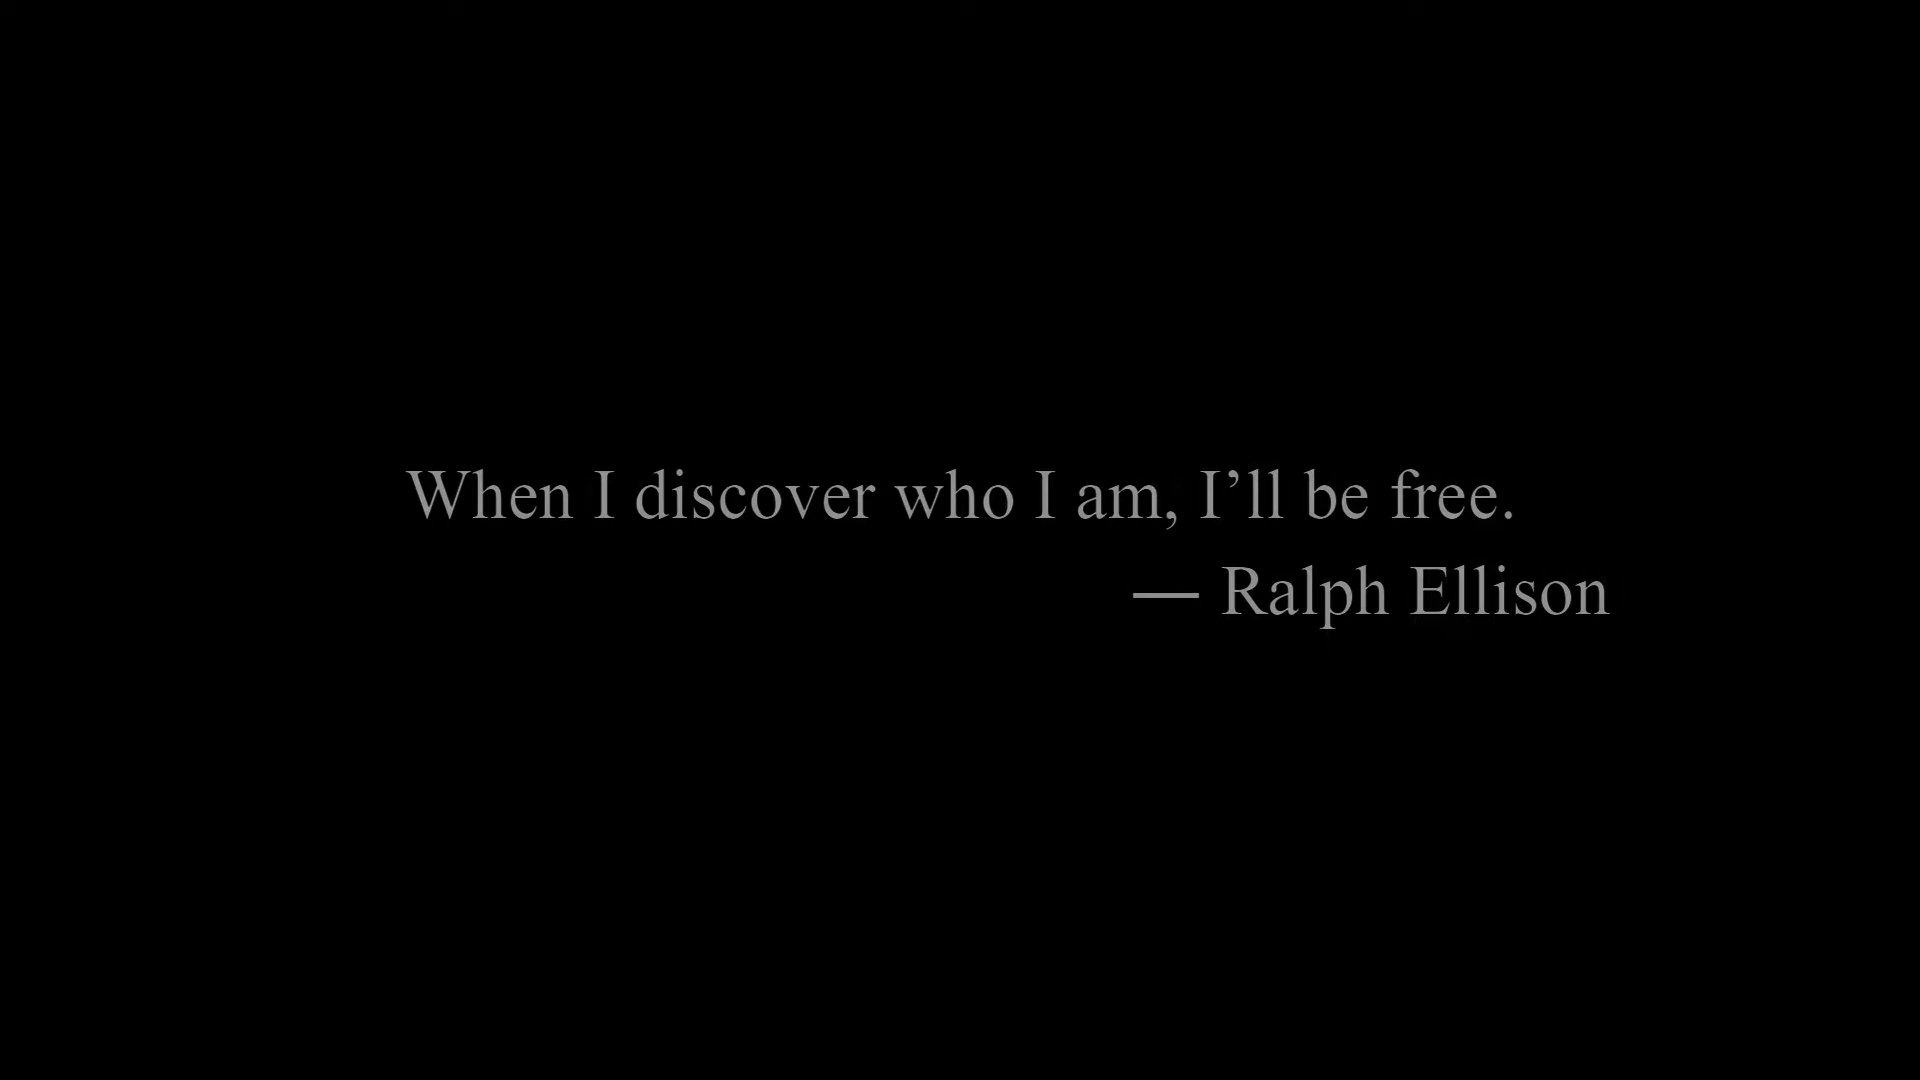 When I discover who I am, I’ll be free.
— Ralph Ellison